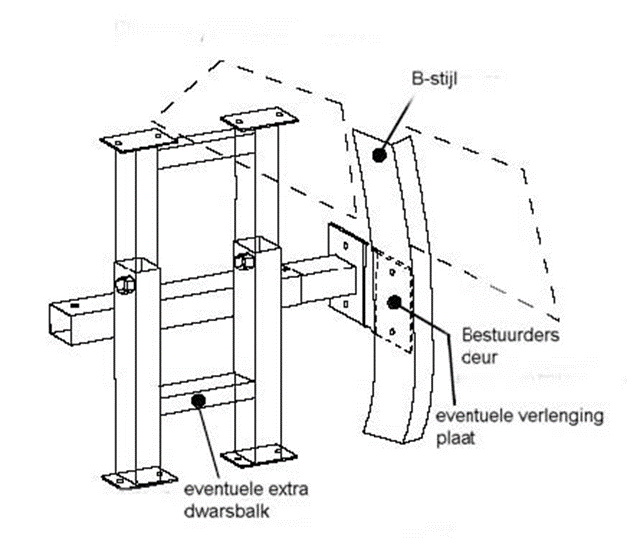 B-stijl
Bestuurders
deur
eventuele verlenging
plaat
eventuele extra
dwarsbalk